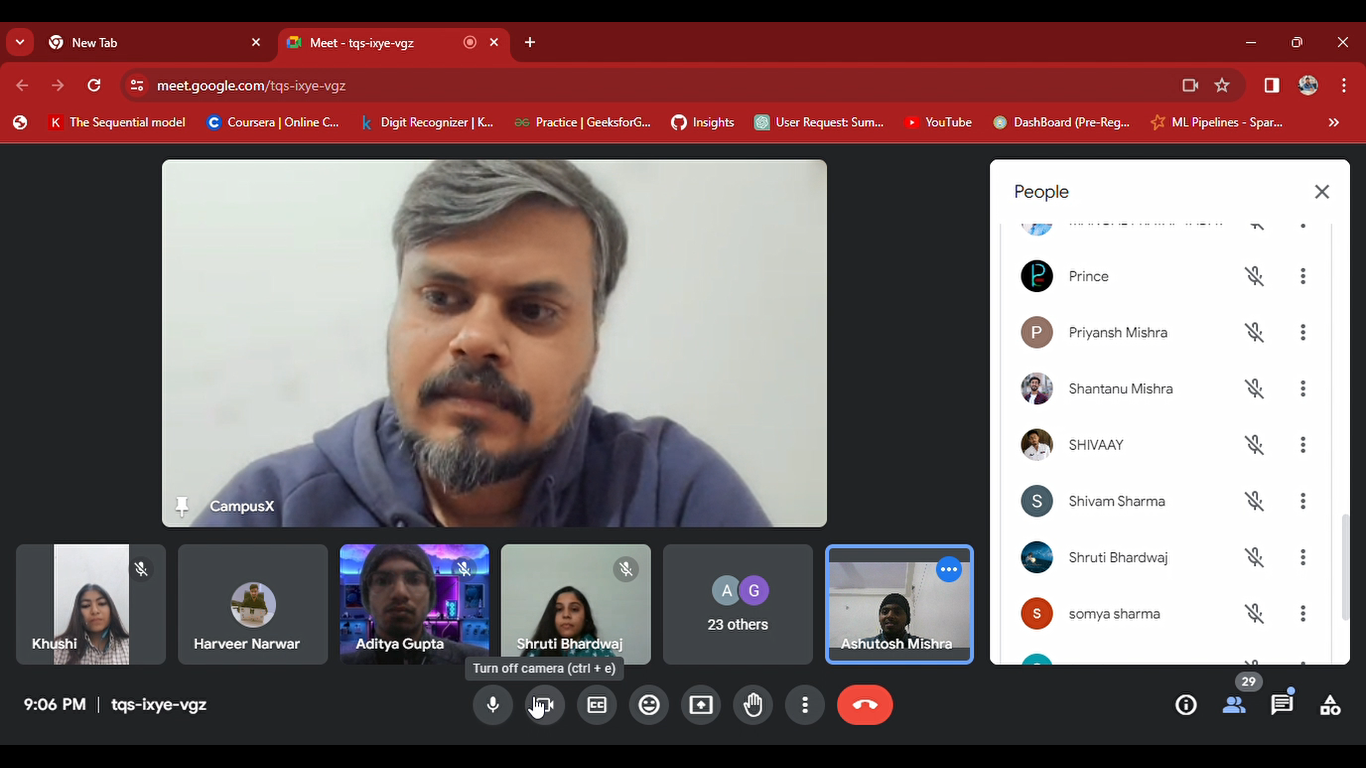 New Tab
Meet - tqs-ixye-vgz
meet.google.com/tqs-ixye-vgz
K The Sequential model
C Coursera | Online C...
k Digit Recognizer | K...
Practice | GeeksforG...
Insights
User Request: Sum...
YouTube
DashBoard (Pre-Reg...
ML Pipelines - Spar...
CampusX
People
Prince
P Priyansh Mishra
Shantanu Mishra
SHIVAAY
S Shivam Sharma
Shruti Bhardwaj
s somya sharma
Khushi
Harveer Narwar
Aditya Gupta
Shruti Bhardwaj
A G
23 others
Ashutosh Mishra
Turn off camera (ctrl + e)
9:06 PM | tqs-ixye-vgz
29